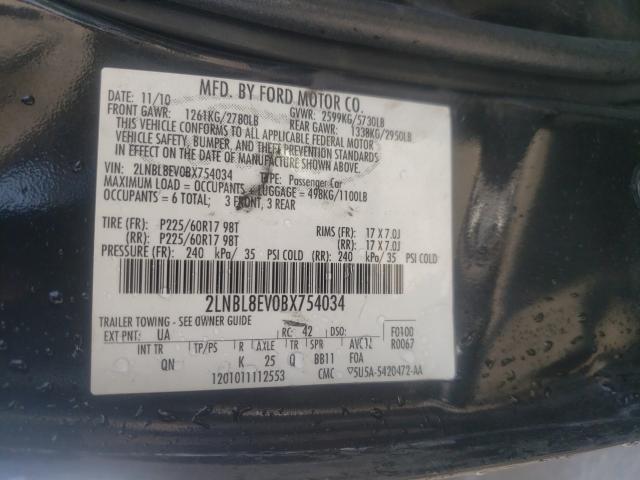 MFD. BY FORD MOTOR CO.
DATE: 11/10 GVWR: 2599KG/5730LB
FRONT GAWR: 1261KG/2780LB REAR GAWR: 1338KG/2950LB
THIS VEHICLE CONFORMS TO ALL APPLICABLE FEDERAL MOTOR
VEHICLE SAFETY, BUMPER, AND THEFT PREVENTION STANDARDS
IN EFFECT ON THE DATE OF MANUFACTURE SHOWN ABOVE.
VIN: 2LNBL8EV0BX754034 TYPE: Passenger Car
MAXIMUM LOAD = OCCUPANTS + LUGGAGE = 498KG/1100LB
OCCUPANTS = 6 TOTAL; 3 FRONT, 3 REAR
TIRE (FR): P225/60R17 98T RIMS (FR): 17 X 7.0J
(RR): P225/60R17 98T (RR): 17 X 7.0J
PRESSURE (FR): 240 kPa/ 35 PSI COLD (RR): 240 kPa/ 35 PSI COLD
2LNBL8EV0BX754034
TRAILER TOWING - SEE OWNER GUIDE
EXT PNT: UA RC: 42 DSO: F0100
R0067
INT TR TP/PS R AXLE TR SPR
QN K 25 Q BB11 F0A
1201011112553 CMC ▽5U5A-5420472-AA